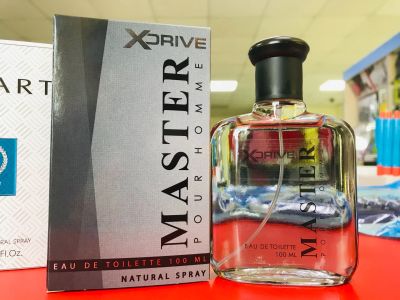 ART
RAL SPRAY
Fl.Oz.
XDRIVE
MASTER
POUR HOMME
EAU DE TOILETTE 100 ML
NATURAL SPRAY
XDRIVE
MASTER
POUR HOMME
EAU DE TOILETTE
100 ML